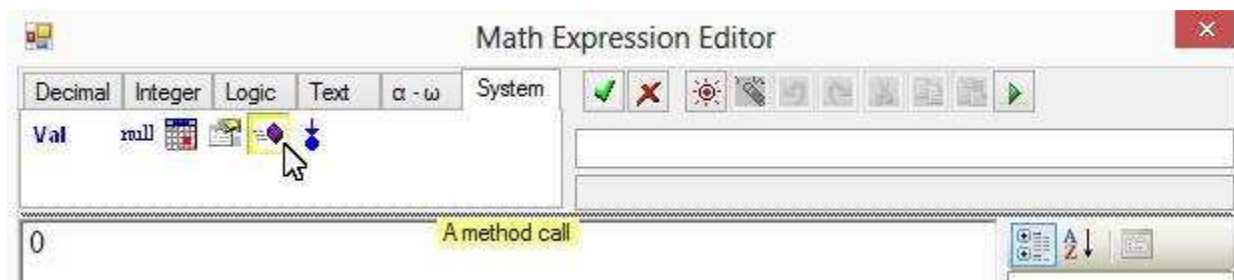 Math Expression Editor
Decimal Integer Logic Text α - ω System
Val null
0
A method call
A
Z